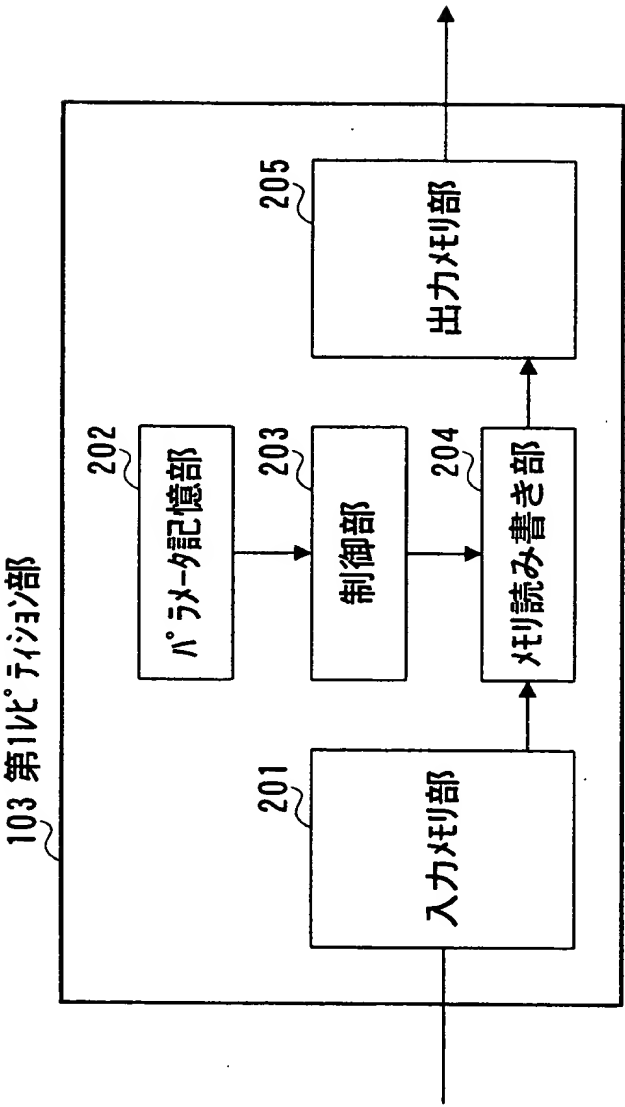 103 第1レピティション部
201
入力メモリ部
202
パラメータ記憶部
203
制御部
204
メモリ読み書き部
205
出力メモリ部